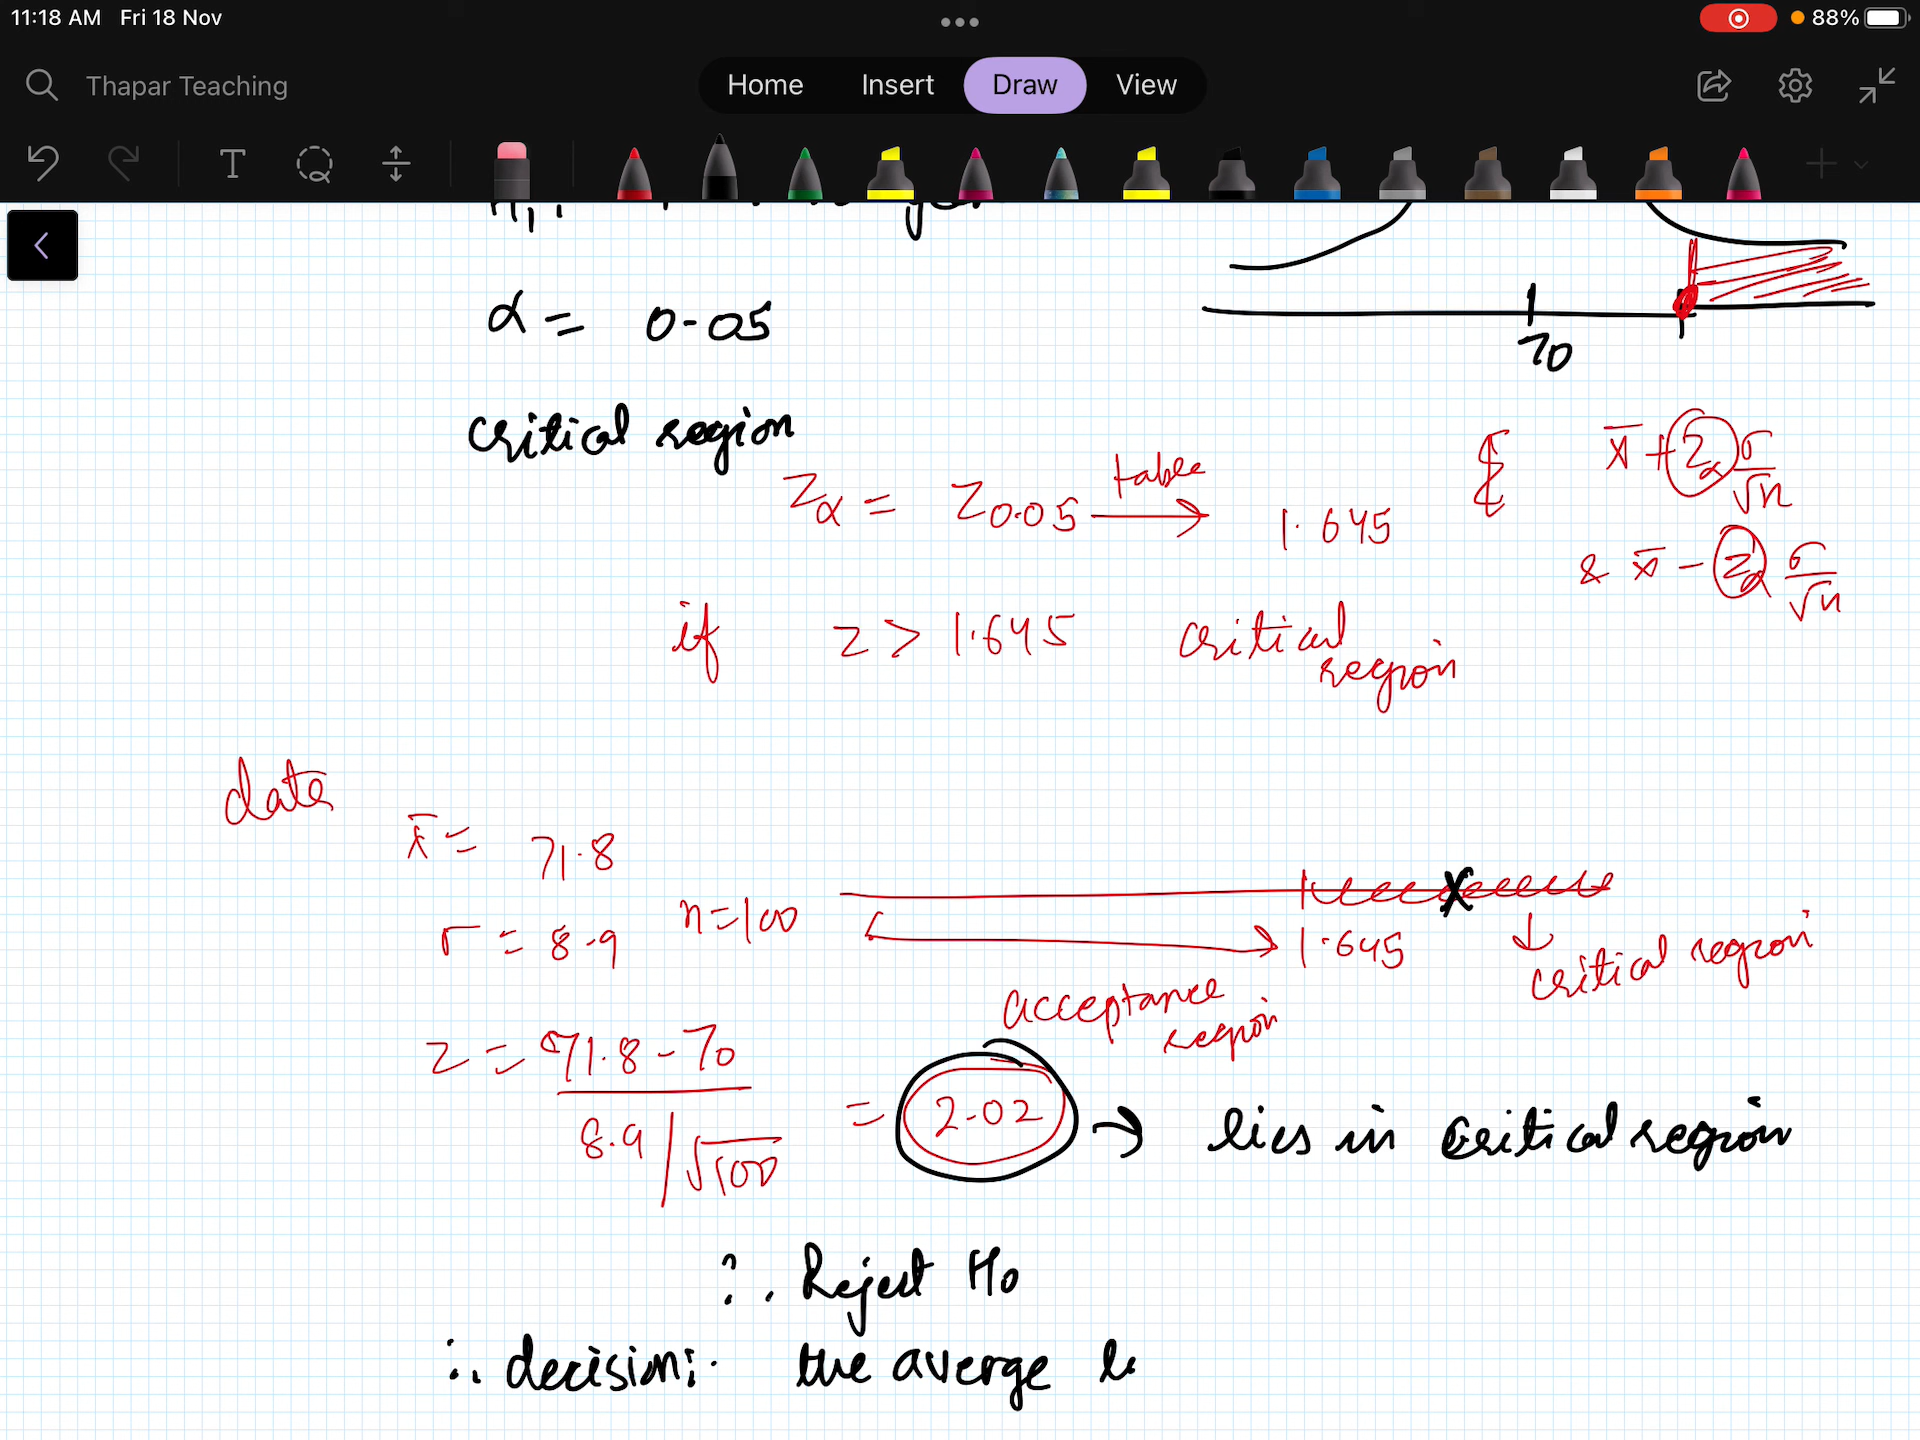 11:18 AM Fri 18 Nov
88%
Thapar Teaching
Home Insert Draw View
T
α = 0.05
70
critical region
Zα = Z0.05 table → 1.645
x̄ + Zα σ/√n
& x̄ - Zα σ/√n
if z > 1.645 critical region
date
x̄ = 71.8
σ = 8.9 n = 100
1.645
critical region
acceptance region
z = 71.8 - 70
8.9/√100
= 2.02 → lies in critical region
∴ Reject H0
∴ decision: the averge